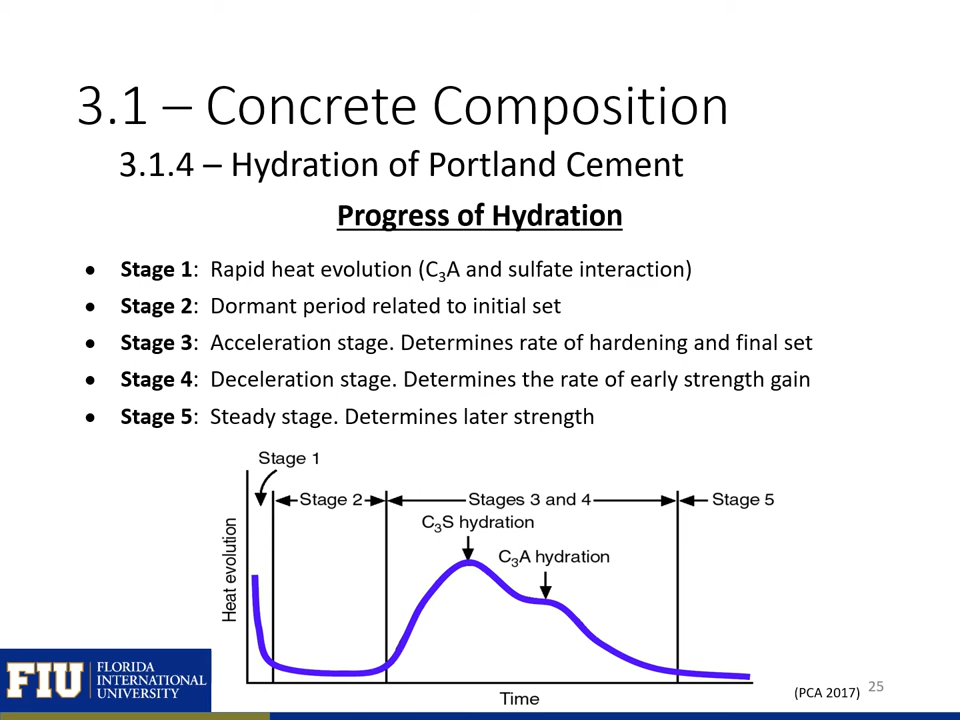 3.1 – Concrete Composition
3.1.4 – Hydration of Portland Cement
Progress of Hydration
• Stage 1: Rapid heat evolution (C₃A and sulfate interaction)
• Stage 2: Dormant period related to initial set
• Stage 3: Acceleration stage. Determines rate of hardening and final set
• Stage 4: Deceleration stage. Determines the rate of early strength gain
• Stage 5: Steady stage. Determines later strength
Stage 1
Stage 2
Stages 3 and 4
Stage 5
C₃S hydration
C₃A hydration
Heat evolution
Time
FIU
FLORIDA
INTERNATIONAL
UNIVERSITY
(PCA 2017)
25